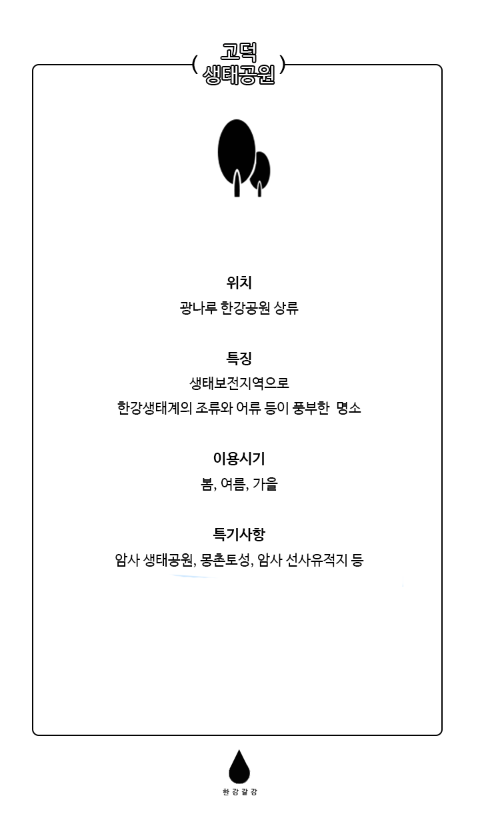 고덕
생태공원
위치
광나루 한강공원 상류
특징
생태보전지역으로
한강생태계의 조류와 어류 등이 풍부한 명소
이용시기
봄, 여름, 가을
특기사항
암사 생태공원, 몽촌토성, 암사 선사유적지 등
한강갈감